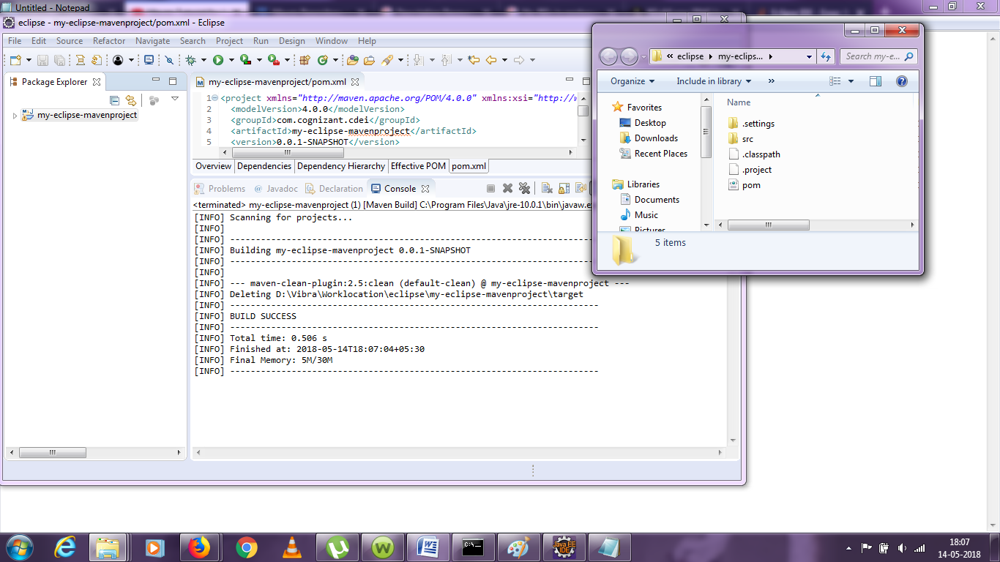 Untitled - Notepad
eclipse - my-eclipse-mavenproject/pom.xml - Eclipse
File Edit Source Refactor Navigate Search Project Run Design Window Help
Package Explorer
my-eclipse-mavenproject
my-eclipse-mavenproject/pom.xml
1 <project xmlns="http://maven.apache.org/POM/4.0.0" xmlns:xsi="http://w
2 <modelVersion>4.0.0</modelVersion>
3 <groupId>com.cognizant.cdei</groupId>
4 <artifactId>my-eclipse-mavenproject</artifactId>
5 <version>0.0.1-SNAPSHOT</version>
Overview Dependencies Dependency Hierarchy Effective POM pom.xml
Problems @ Javadoc Declaration Console
<terminated> my-eclipse-mavenproject (1) [Maven Build] C:\Program Files\Java\jre-10.0.1\bin\javaw.ex
[INFO] Scanning for projects...
[INFO]
[INFO] ------------------------------------------------------------------------
[INFO] Building my-eclipse-mavenproject 0.0.1-SNAPSHOT
[INFO] ------------------------------------------------------------------------
[INFO]
[INFO] --- maven-clean-plugin:2.5:clean (default-clean) @ my-eclipse-mavenproject ---
[INFO] Deleting D:\Vibra\Worklocation\eclipse\my-eclipse-mavenproject\target
[INFO] ------------------------------------------------------------------------
[INFO] BUILD SUCCESS
[INFO] ------------------------------------------------------------------------
[INFO] Total time: 0.506 s
[INFO] Finished at: 2018-05-14T18:07:04+05:30
[INFO] Final Memory: 5M/30M
[INFO] ------------------------------------------------------------------------
« eclipse my-eclips...
Search my-e...
Organize Include in library »
Favorites
Desktop
Downloads
Recent Places
Libraries
Documents
Music
Pictures
Name
.settings
src
.classpath
.project
pom
5 items
Java EE
IDE
18:07
14-05-2018